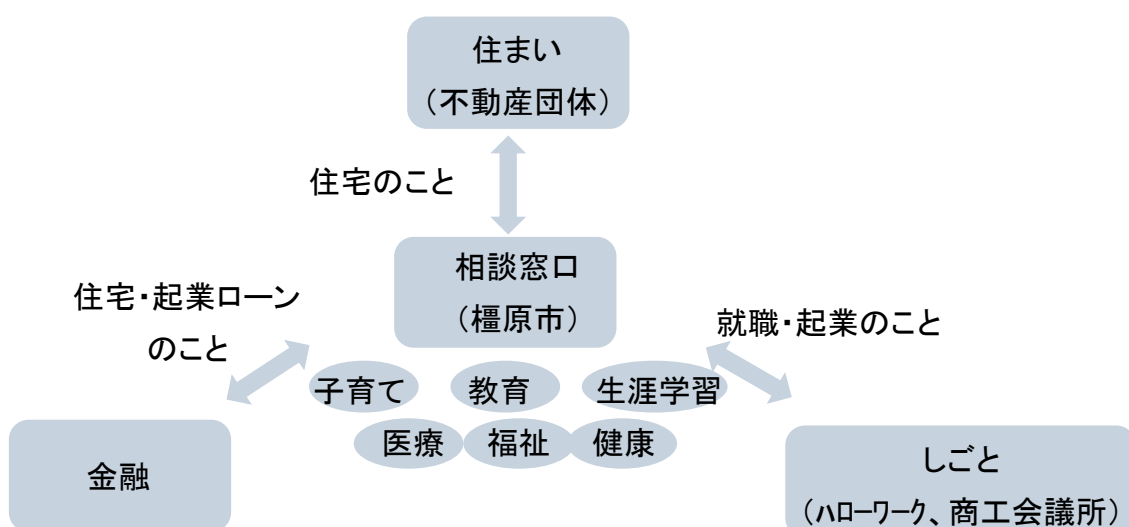 住まい
（不動産団体）
住宅のこと
相談窓口
（橿原市）
住宅・起業ローン
のこと
就職・起業のこと
子育て
教育
生涯学習
医療
福祉
健康
金融
しごと
（ハローワーク、商工会議所）